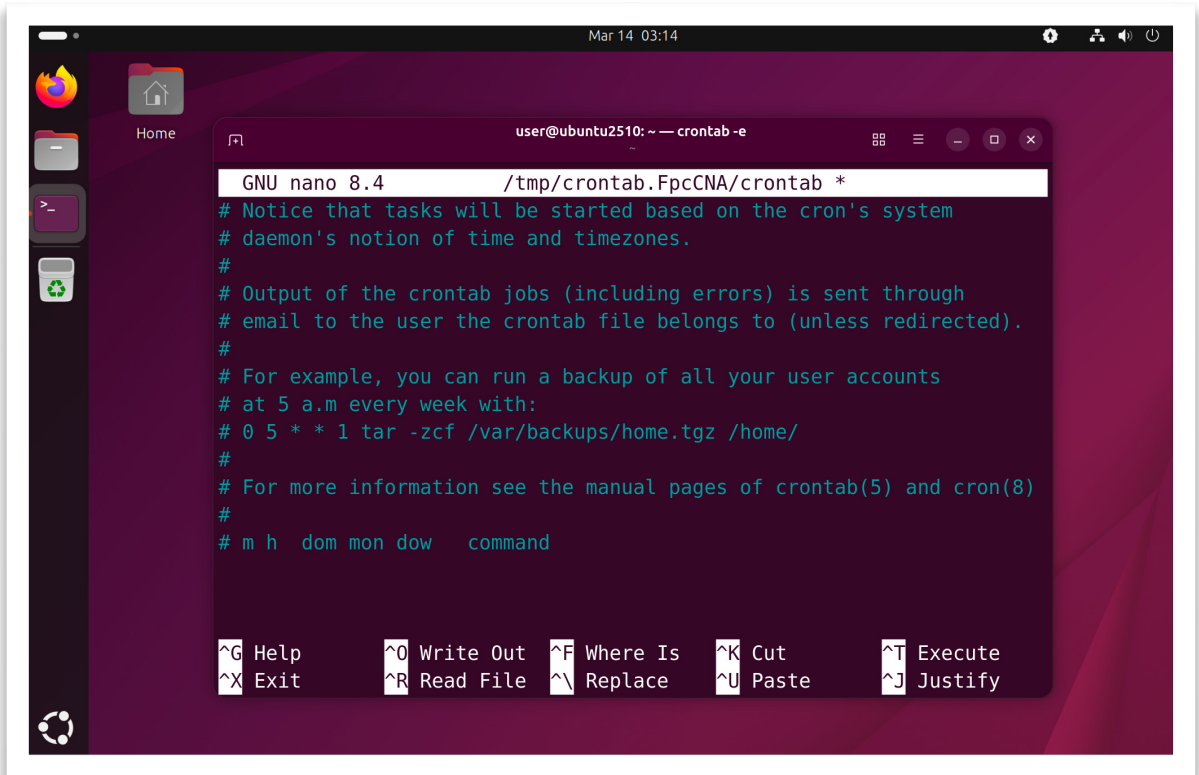 Mar 14 03:14
Home
user@ubuntu2510: ~ — crontab -e
~
GNU nano 8.4 /tmp/crontab.FpcCNA/crontab *
# Notice that tasks will be started based on the cron's system
# daemon's notion of time and timezones.
#
# Output of the crontab jobs (including errors) is sent through
# email to the user the crontab file belongs to (unless redirected).
#
# For example, you can run a backup of all your user accounts
# at 5 a.m every week with:
# 0 5 * * 1 tar -zcf /var/backups/home.tgz /home/
#
# For more information see the manual pages of crontab(5) and cron(8)
#
# m h  dom mon dow   command
^G Help ^O Write Out ^F Where Is ^K Cut ^T Execute
^X Exit ^R Read File ^\ Replace ^U Paste ^J Justify